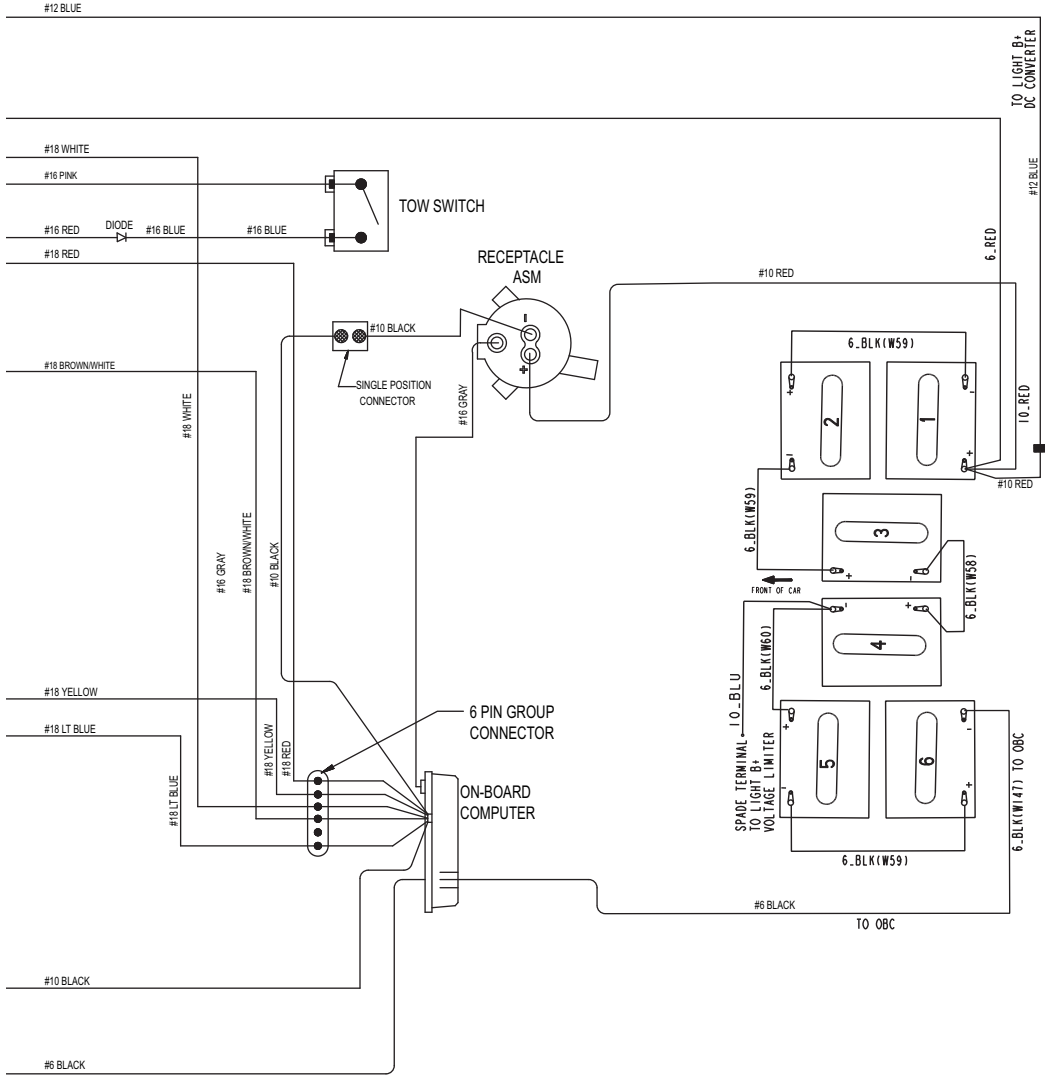 #12 BLUE
TO LIGHT B+
DC CONVERTER
#12 BLUE
#18 WHITE
#16 PINK
TOW SWITCH
#16 RED
DIODE
#16 BLUE
#16 BLUE
#18 RED
6_RED
RECEPTACLE
ASM
#10 RED
-
+
#10 BLACK
SINGLE POSITION
CONNECTOR
#18 BROWN/WHITE
#18 WHITE
#16 GRAY
6_BLK(W59)
10_RED
+
-
2
1
-
+
#10 RED
6_BLK(W59)
3
+
-
FRONT OF CAR
6_BLK(W58)
-
+
4
6_BLK(W60)
10_BLU
SPADE TERMINAL
TO LIGHT B+
VOLTAGE LIMITER
#16 GRAY
#18 BROWN/WHITE
#10 BLACK
#18 YELLOW
#18 LT BLUE
#18 LT BLUE
#18 YELLOW
#18 RED
6 PIN GROUP
CONNECTOR
ON-BOARD
COMPUTER
+
-
5
6
-
+
6_BLK(W59)
6_BLK(W147) TO OBC
#6 BLACK
TO OBC
#10 BLACK
#6 BLACK